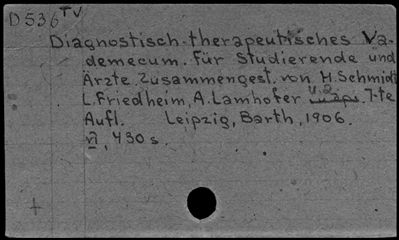 D536 TV
Diagnostisch-therapeutisches Va-
demecum. Für Studierende und
Ärzte. Zusammengest. von H. Schmidt
L. Friedheim, A. Lamhofer u. a. 7-te
Aufl. Leipzig, Barth, 1906.
VI, 430 s.